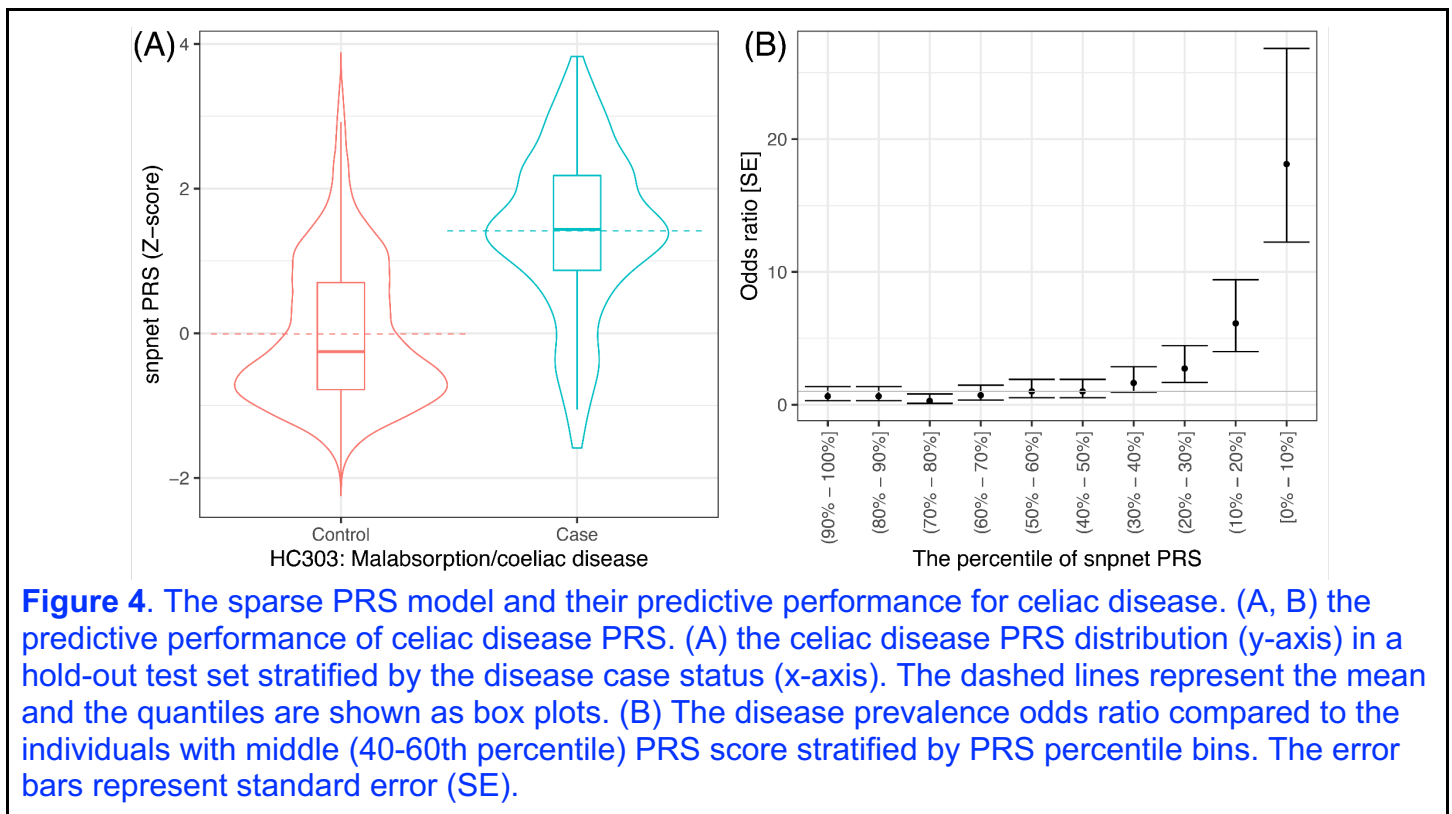 (A)
4
2
0
−2
snpnet PRS (Z−score)
Control
Case
HC303: Malabsorption/coeliac disease
(B)
20
10
0
Odds ratio [SE]
(90% − 100%]
(80% − 90%]
(70% − 80%]
(60% − 70%]
(50% − 60%]
(40% − 50%]
(30% − 40%]
(20% − 30%]
(10% − 20%]
[0% − 10%]
The percentile of snpnet PRS
Figure 4. The sparse PRS model and their predictive performance for celiac disease. (A, B) the
predictive performance of celiac disease PRS. (A) the celiac disease PRS distribution (y-axis) in a
hold-out test set stratified by the disease case status (x-axis). The dashed lines represent the mean
and the quantiles are shown as box plots. (B) The disease prevalence odds ratio compared to the
individuals with middle (40-60th percentile) PRS score stratified by PRS percentile bins. The error
bars represent standard error (SE).